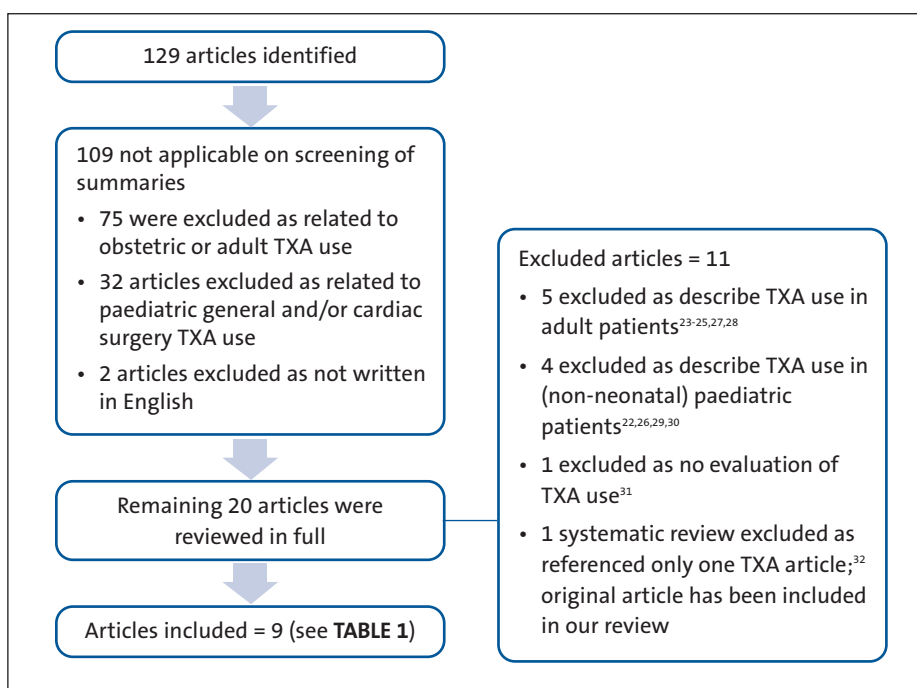 129 articles identified
109 not applicable on screening of
summaries
• 75 were excluded as related to
obstetric or adult TXA use
• 32 articles excluded as related to
paediatric general and/or cardiac
surgery TXA use
• 2 articles excluded as not written
in English
Remaining 20 articles were
reviewed in full
Articles included = 9 (see TABLE 1)
Excluded articles = 11
• 5 excluded as describe TXA use in
adult patients23-25,27,28
• 4 excluded as describe TXA use in
(non-neonatal) paediatric
patients22,26,29,30
• 1 excluded as no evaluation of
TXA use31
• 1 systematic review excluded as
referenced only one TXA article;32
original article has been included
in our review